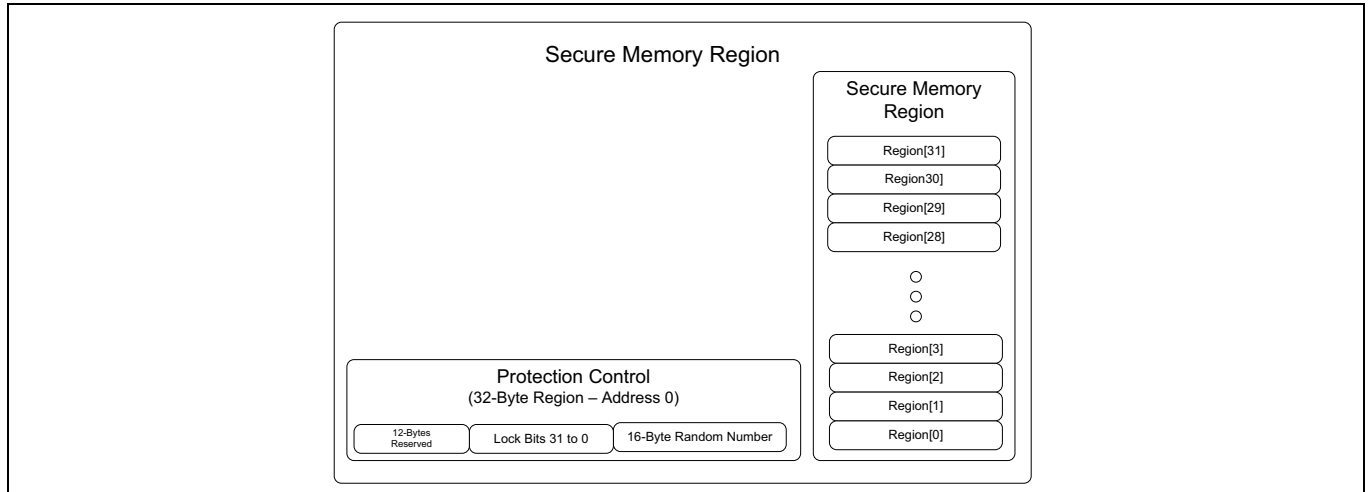 Secure Memory Region
Secure Memory
Region
Region[31]
Region30]
Region[29]
Region[28]
Region[3]
Region[2]
Region[1]
Region[0]
Protection Control
(32-Byte Region – Address 0)
12-Bytes
Reserved
Lock Bits 31 to 0
16-Byte Random Number